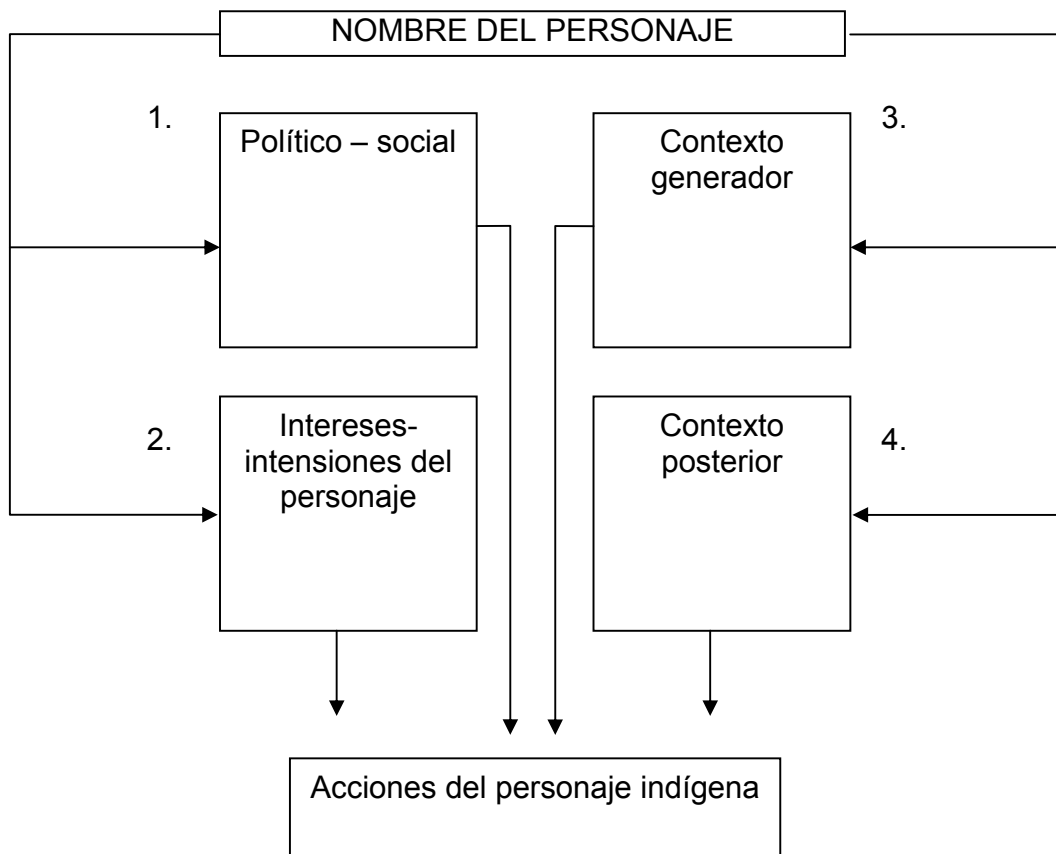 NOMBRE DEL PERSONAJE
1.
Político – social
2.
Intereses-
intensiones del
personaje
3.
Contexto
generador
4.
Contexto
posterior
Acciones del personaje indígena